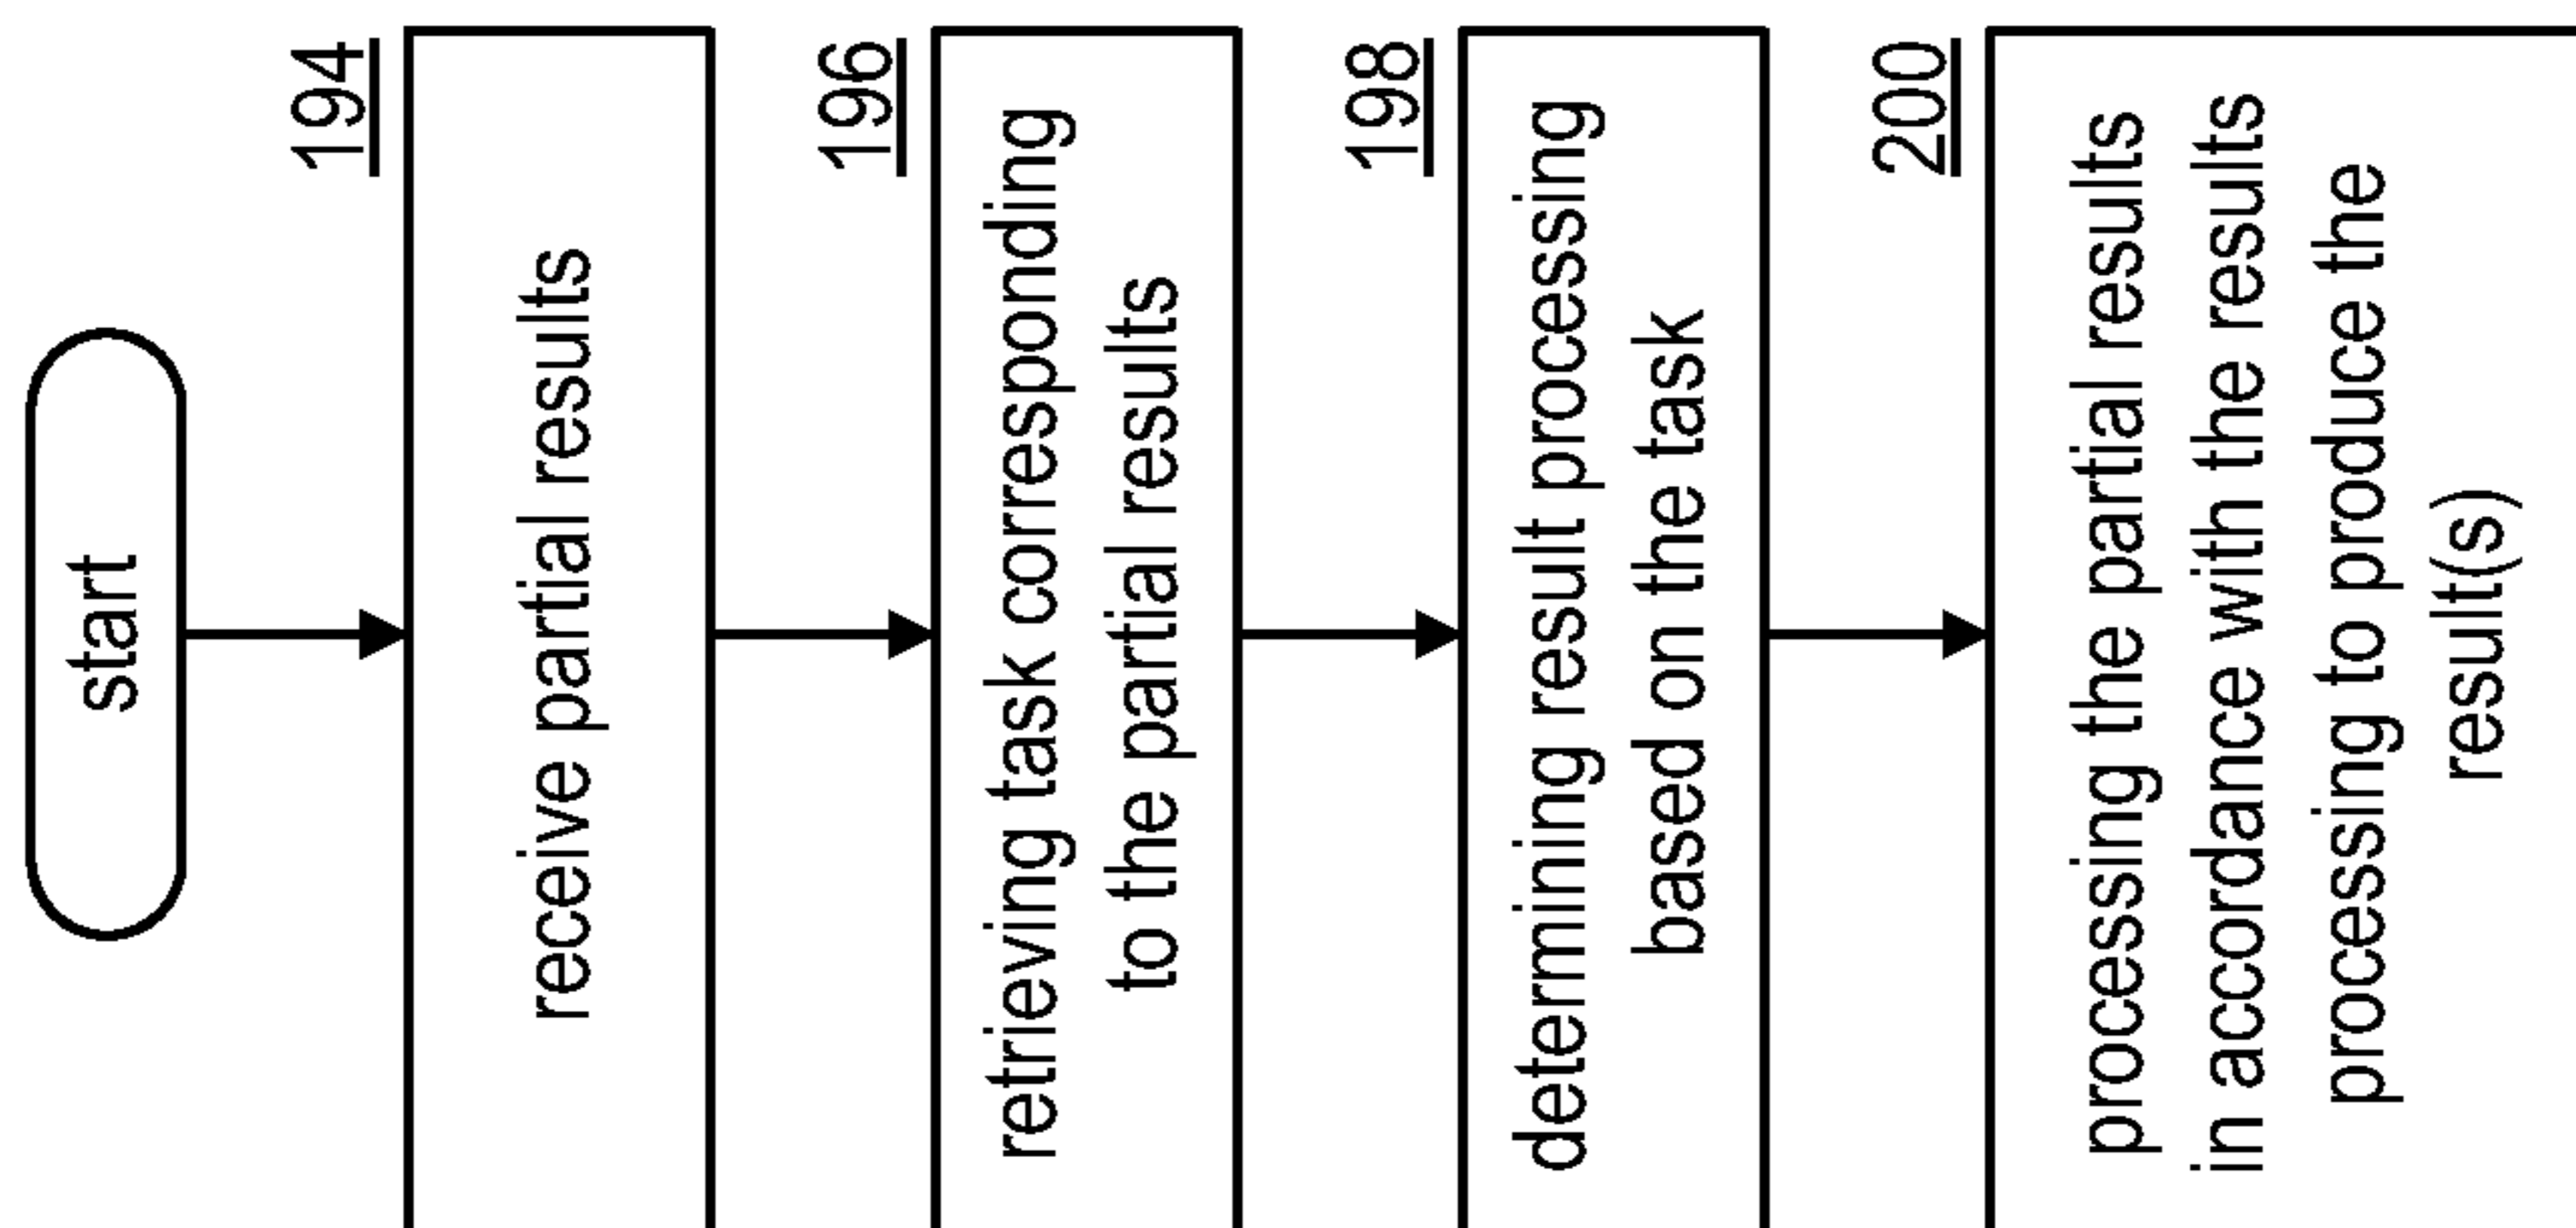 start
194
receive partial results
196
retrieving task corresponding
to the partial results
198
determining result processing
based on the task
200
processing the partial results
in accordance with the results
processing to produce the
result(s)